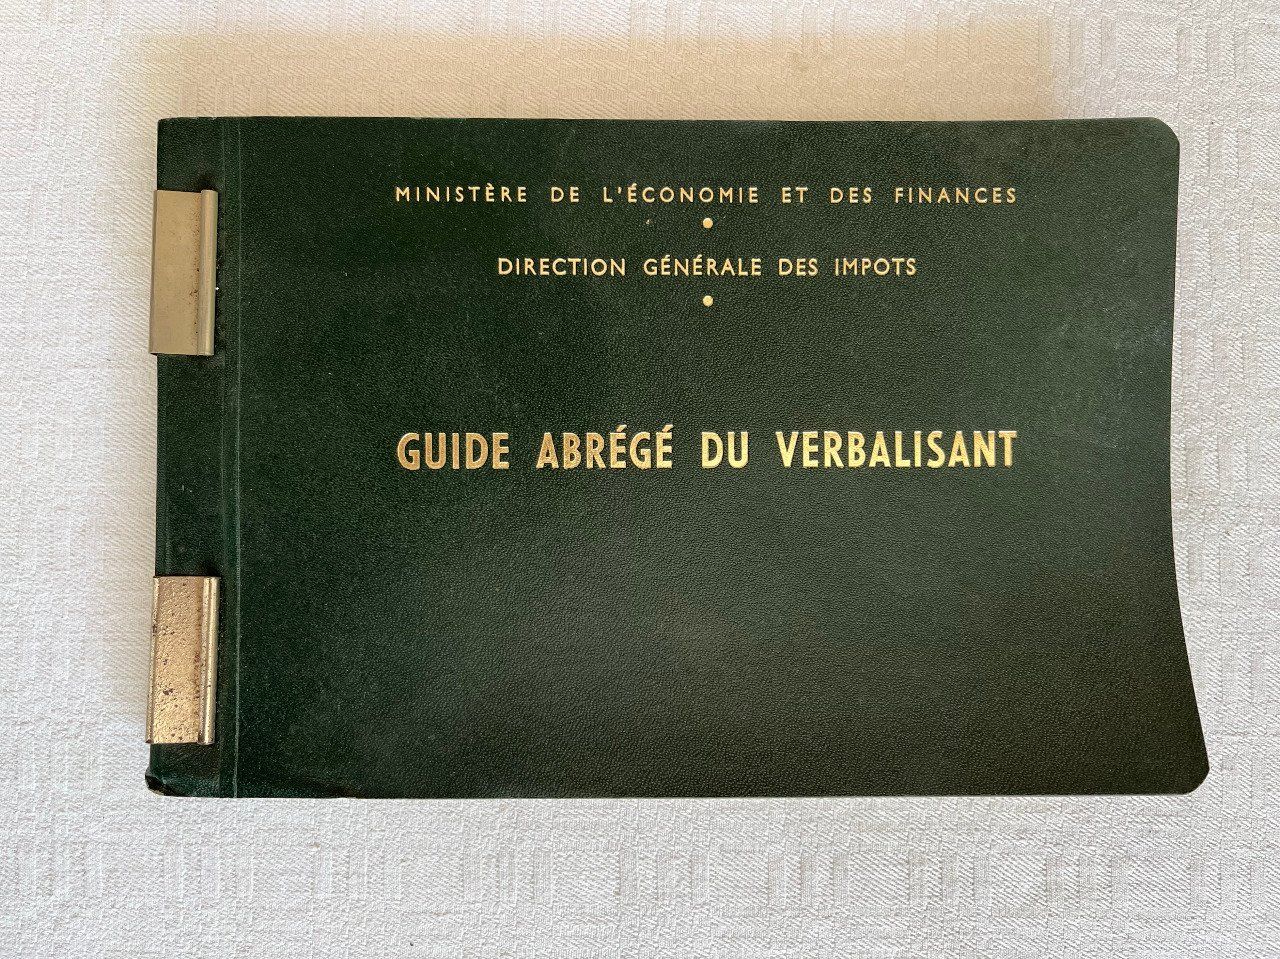 MINISTÈRE DE L'ÉCONOMIE ET DES FINANCES
DIRECTION GÉNÉRALE DES IMPOTS
GUIDE ABRÉGÉ DU VERBALISANT